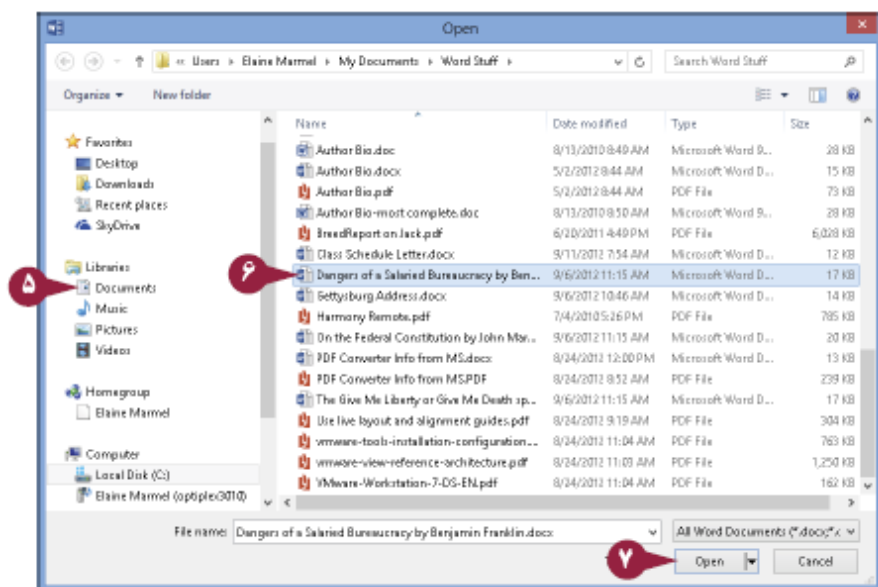 Open
« Users › Elaine Marmel › My Documents › Word Stuff ›
Search Word Stuff
Organize
New folder
Name Date modified Type Size
Favorites
Desktop
Downloads
Recent places
SkyDrive
Libraries
۵
Documents
Music
Pictures
Videos
Homegroup
Elaine Marmel
Computer
Local Disk (C:)
Elaine Marmel (optiplex3010)
Author Bio.doc 8/13/2010 8:49 AM Microsoft Word 9... 28 KB
Author Bio.docx 5/2/2012 8:44 AM Microsoft Word D... 15 KB
Author Bio.pdf 5/2/2012 8:44 AM PDF File 73 KB
Author Bio-most complete.doc 8/13/2010 8:50 AM Microsoft Word 9... 28 KB
BreedReport on Jack.pdf 6/20/2011 4:49 PM PDF File 6,028 KB
Class Schedule Letter.docx 9/11/2012 7:54 AM Microsoft Word D... 12 KB
۶
Dangers of a Salaried Bureaucracy by Ben... 9/6/2012 11:15 AM Microsoft Word D... 17 KB
Gettysburg Address.docx 9/6/2012 10:46 AM Microsoft Word D... 14 KB
Harmony Remote.pdf 7/4/2010 5:26 PM PDF File 785 KB
On the Federal Constitution by John Mar... 9/6/2012 11:15 AM Microsoft Word D... 20 KB
PDF Converter Info from MS.docx 8/24/2012 12:00 PM Microsoft Word D... 13 KB
PDF Converter Info from MS.PDF 8/24/2012 8:52 AM PDF File 239 KB
The Give Me Liberty or Give Me Death sp... 9/6/2012 11:15 AM Microsoft Word D... 17 KB
Use live layout and alignment guides.pdf 8/24/2012 9:19 AM PDF File 304 KB
vmware-tools-installation-configuration... 8/24/2012 11:04 AM PDF File 763 KB
vmware-view-reference-architecture.pdf 8/24/2012 11:03 AM PDF File 1,250 KB
VMware-Workstation-7-DS-EN.pdf 8/24/2012 11:04 AM PDF File 162 KB
File name: Dangers of a Salaried Bureaucracy by Benjamin Franklin.docx
All Word Documents (*.docx;*.c
۷
Open
Cancel